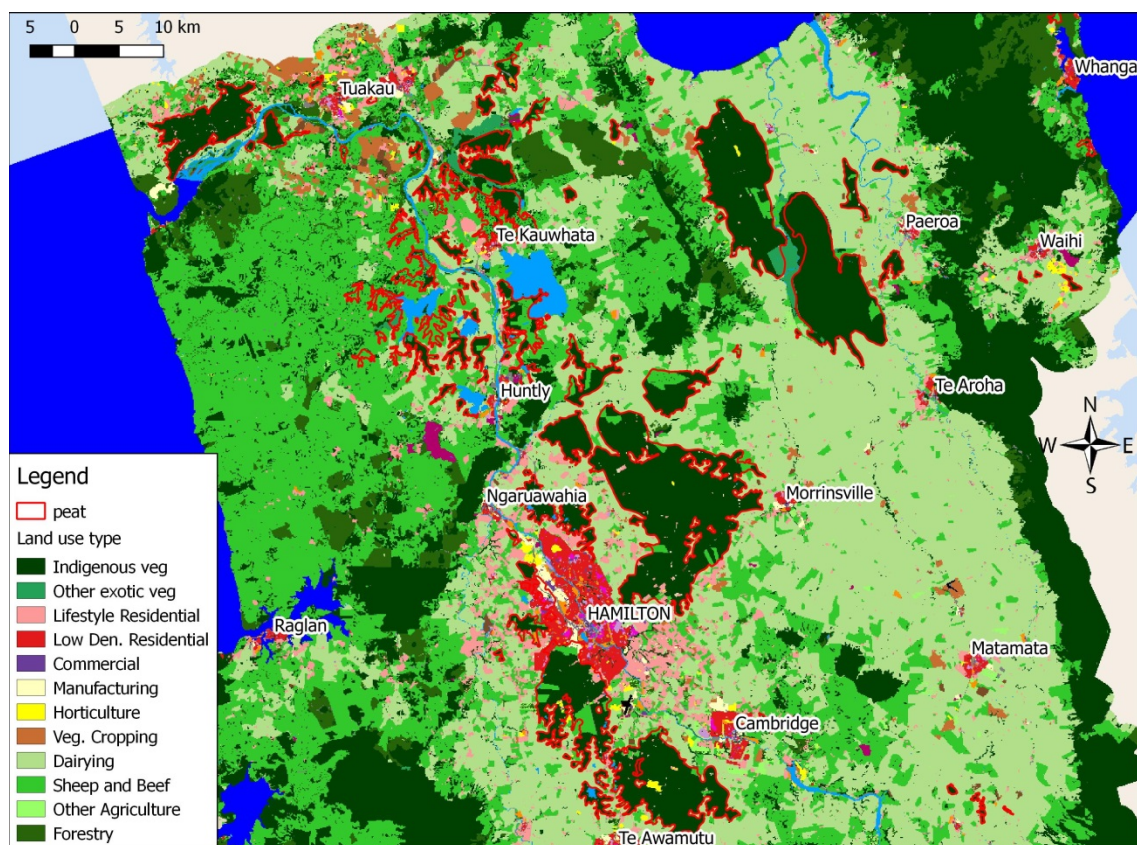 5 0 5 10 km
Tuakau
Whanga
Te Kauwhata
Paeroa
Waihi
Huntly
Te Aroha
N
W E
S
Ngaruawahia
Morrinsville
HAMILTON
Raglan
Matamata
Cambridge
Te Awamutu
Legend
peat
Land use type
Indigenous veg
Other exotic veg
Lifestyle Residential
Low Den. Residential
Commercial
Manufacturing
Horticulture
Veg. Cropping
Dairying
Sheep and Beef
Other Agriculture
Forestry